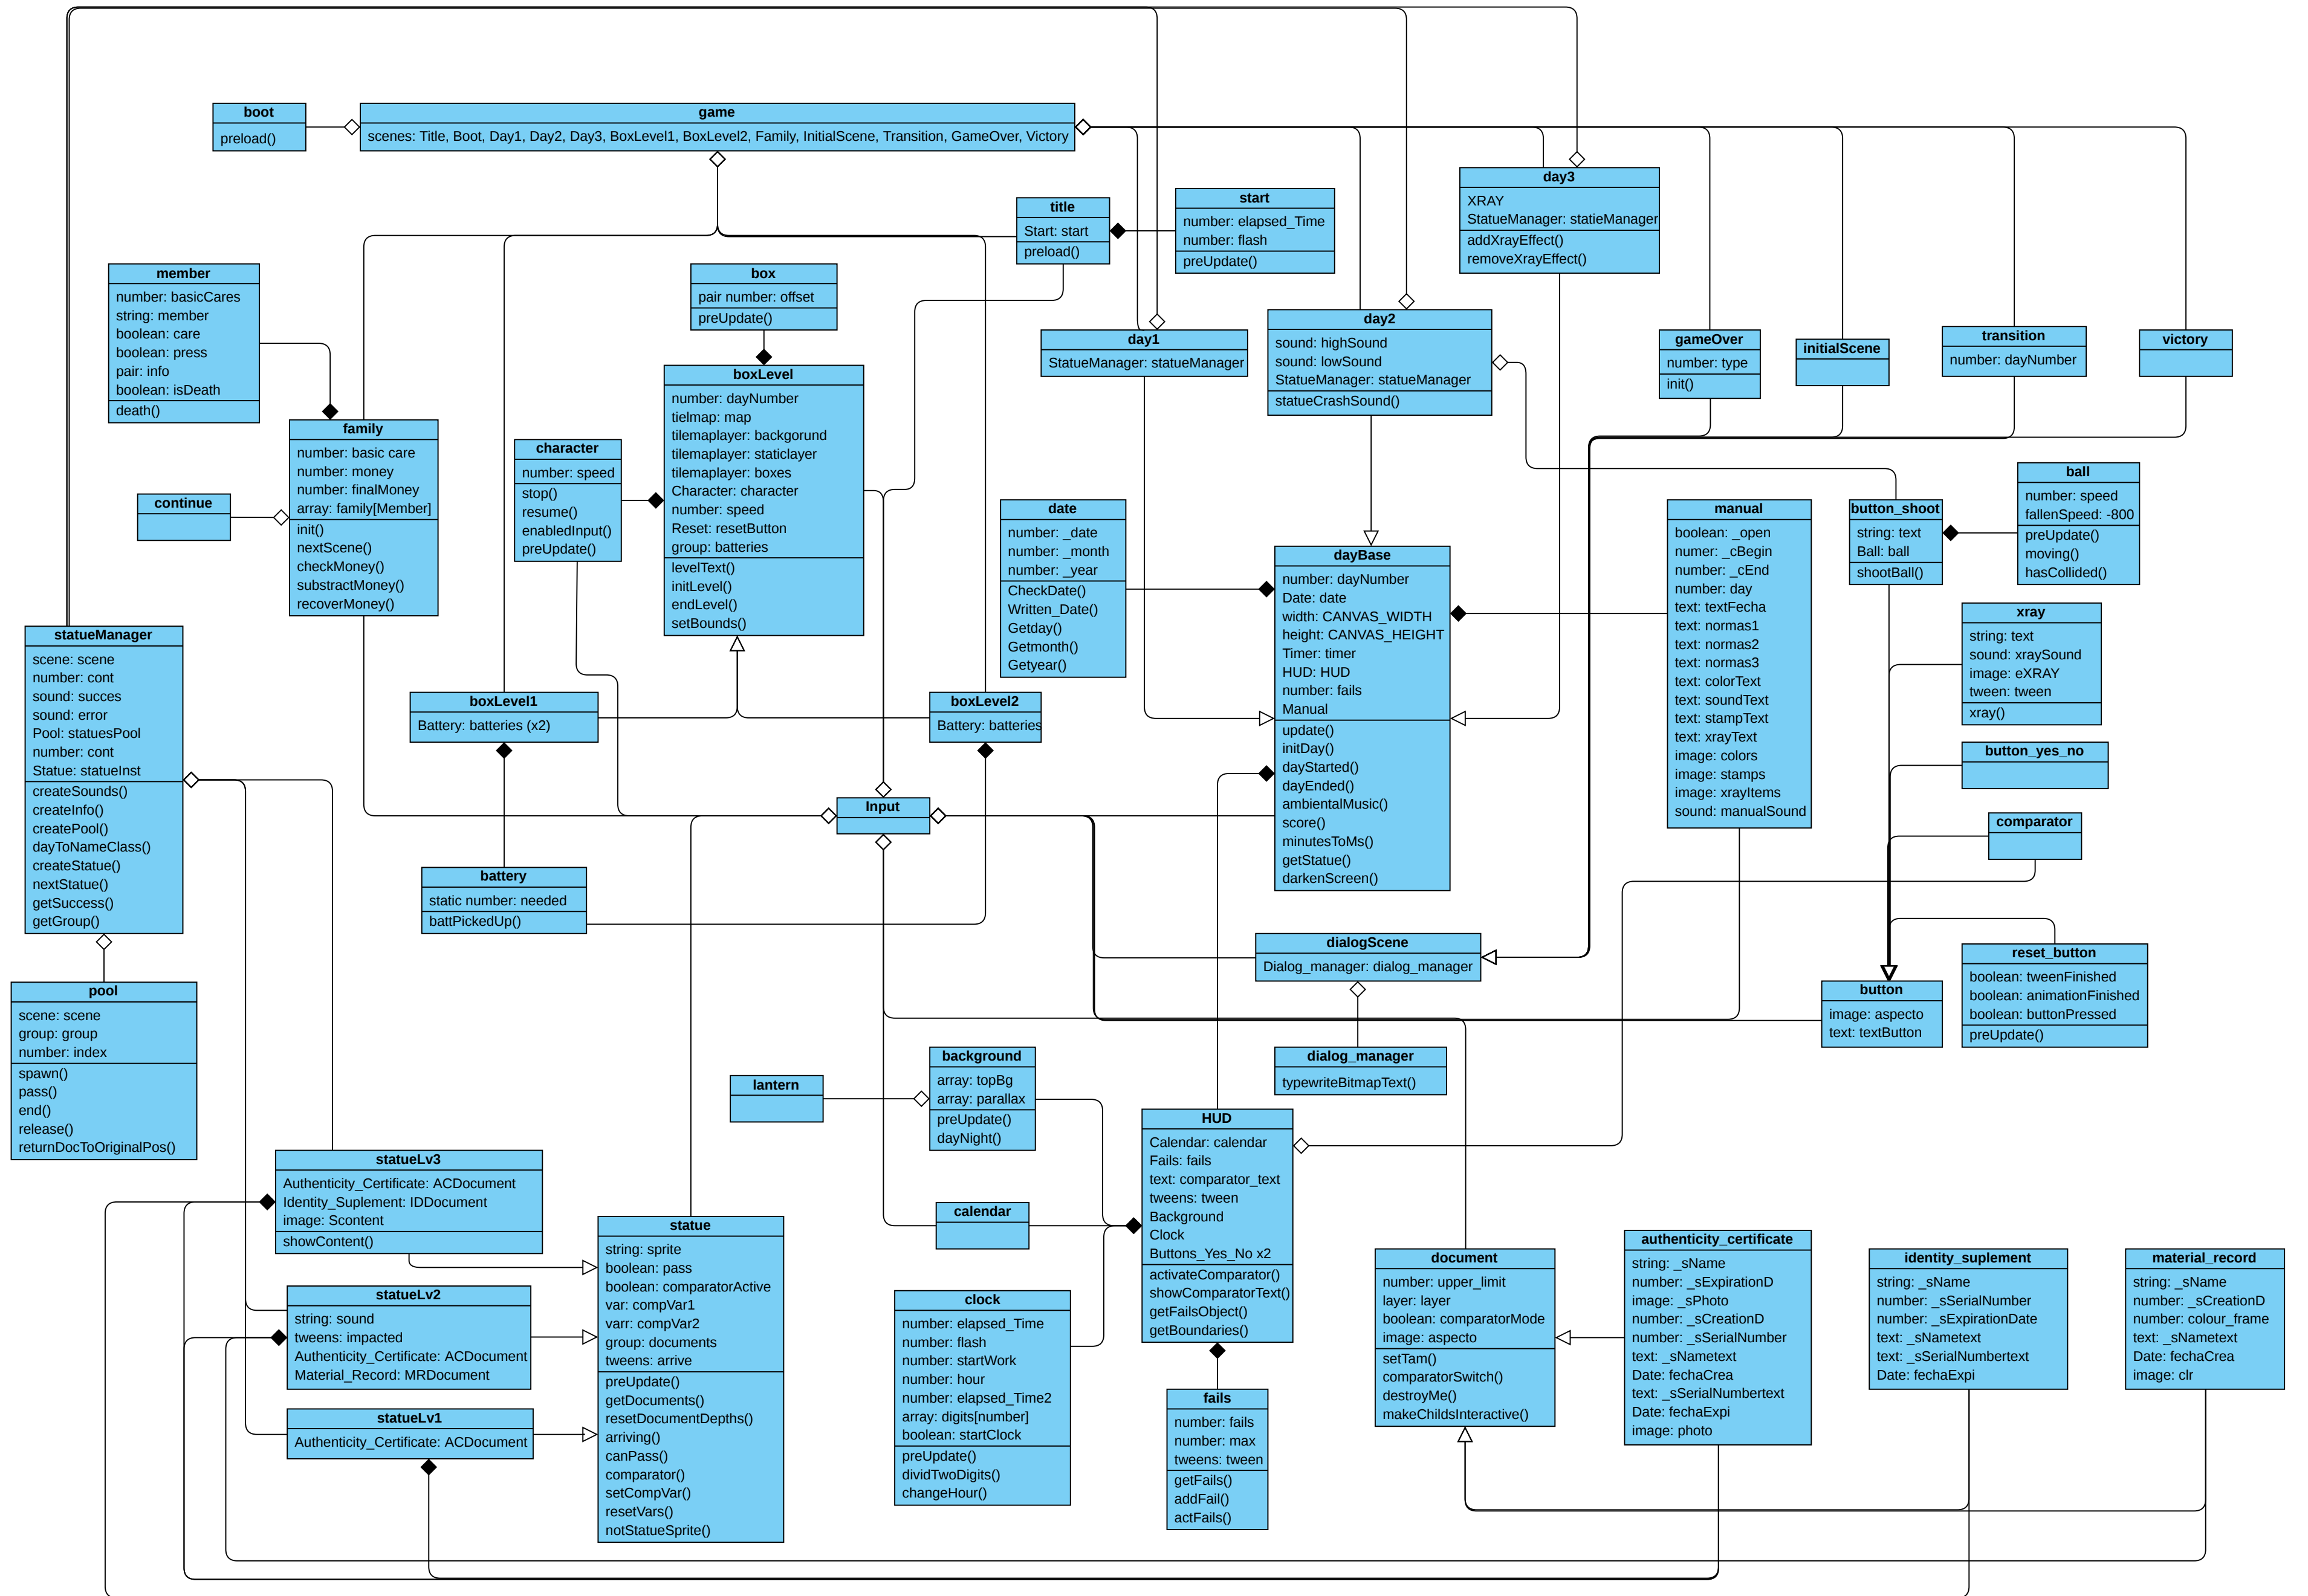 boot
preload()
game
scenes: Title, Boot, Day1, Day2, Day3, BoxLevel1, BoxLevel2, Family, InitialScene, Transition, GameOver, Victory
day3
XRAY
StatueManager: statieManager
addXrayEffect()
removeXrayEffect()
title
Start: start
preload()
start
number: elapsed_Time
number: flash
preUpdate()
member
number: basicCares
string: member
boolean: care
boolean: press
pair: info
boolean: isDeath
death()
box
pair number: offset
preUpdate()
day1
StatueManager: statueManager
day2
sound: highSound
sound: lowSound
StatueManager: statueManager
statueCrashSound()
gameOver
number: type
init()
initialScene
transition
number: dayNumber
victory
boxLevel
number: dayNumber
tielmap: map
tilemaplayer: backgorund
tilemaplayer: staticlayer
tilemaplayer: boxes
Character: character
number: speed
Reset: resetButton
group: batteries
levelText()
initLevel()
endLevel()
setBounds()
family
number: basic care
number: money
number: finalMoney
array: family[Member]
init()
nextScene()
checkMoney()
substractMoney()
recoverMoney()
character
number: speed
stop()
resume()
enabledInput()
preUpdate()
continue
date
number: _date
number: _month
number: _year
CheckDate()
Written_Date()
Getday()
Getmonth()
Getyear()
dayBase
number: dayNumber
Date: date
width: CANVAS_WIDTH
height: CANVAS_HEIGHT
Timer: timer
HUD: HUD
number: fails
Manual
update()
initDay()
dayStarted()
dayEnded()
ambientalMusic()
score()
minutesToMs()
getStatue()
darkenScreen()
manual
boolean: _open
numer: _cBegin
number: _cEnd
number: day
text: textFecha
text: normas1
text: normas2
text: normas3
text: colorText
text: soundText
text: stampText
text: xrayText
image: colors
image: stamps
image: xrayItems
sound: manualSound
button_shoot
string: text
Ball: ball
shootBall()
ball
number: speed
fallenSpeed: -800
preUpdate()
moving()
hasCollided()
xray
string: text
sound: xraySound
image: eXRAY
tween: tween
xray()
button_yes_no
comparator
statueManager
scene: scene
number: cont
sound: succes
sound: error
Pool: statuesPool
number: cont
Statue: statueInst
createSounds()
createInfo()
createPool()
dayToNameClass()
createStatue()
nextStatue()
getSuccess()
getGroup()
boxLevel1
Battery: batteries (x2)
boxLevel2
Battery: batteries
Input
battery
static number: needed
battPickedUp()
dialogScene
Dialog_manager: dialog_manager
reset_button
boolean: tweenFinished
boolean: animationFinished
boolean: buttonPressed
preUpdate()
button
image: aspecto
text: textButton
pool
scene: scene
group: group
number: index
spawn()
pass()
end()
release()
returnDocToOriginalPos()
dialog_manager
typewriteBitmapText()
background
array: topBg
array: parallax
preUpdate()
dayNight()
lantern
HUD
Calendar: calendar
Fails: fails
text: comparator_text
tweens: tween
Background
Clock
Buttons_Yes_No x2
activateComparator()
showComparatorText()
getFailsObject()
getBoundaries()
statueLv3
Authenticity_Certificate: ACDocument
Identity_Suplement: IDDocument
image: Scontent
showContent()
calendar
statue
string: sprite
boolean: pass
boolean: comparatorActive
var: compVar1
varr: compVar2
group: documents
tweens: arrive
preUpdate()
getDocuments()
resetDocumentDepths()
arriving()
canPass()
comparator()
setCompVar()
resetVars()
notStatueSprite()
statueLv2
string: sound
tweens: impacted
Authenticity_Certificate: ACDocument
Material_Record: MRDocument
statueLv1
Authenticity_Certificate: ACDocument
clock
number: elapsed_Time
number: flash
number: startWork
number: hour
number: elapsed_Time2
array: digits[number]
boolean: startClock
preUpdate()
dividTwoDigits()
changeHour()
fails
number: fails
number: max
tweens: tween
getFails()
addFail()
actFails()
document
number: upper_limit
layer: layer
boolean: comparatorMode
image: aspecto
setTam()
comparatorSwitch()
destroyMe()
makeChildsInteractive()
authenticity_certificate
string: _sName
number: _sExpirationD
image: _sPhoto
number: _sCreationD
number: _sSerialNumber
text: _sNametext
Date: fechaCrea
text: _sSerialNumbertext
Date: fechaExpi
image: photo
identity_suplement
string: _sName
number: _sSerialNumber
number: _sExpirationDate
text: _sNametext
text: _sSerialNumbertext
Date: fechaExpi
material_record
string: _sName
number: _sCreationD
number: colour_frame
text: _sNametext
Date: fechaCrea
image: clr